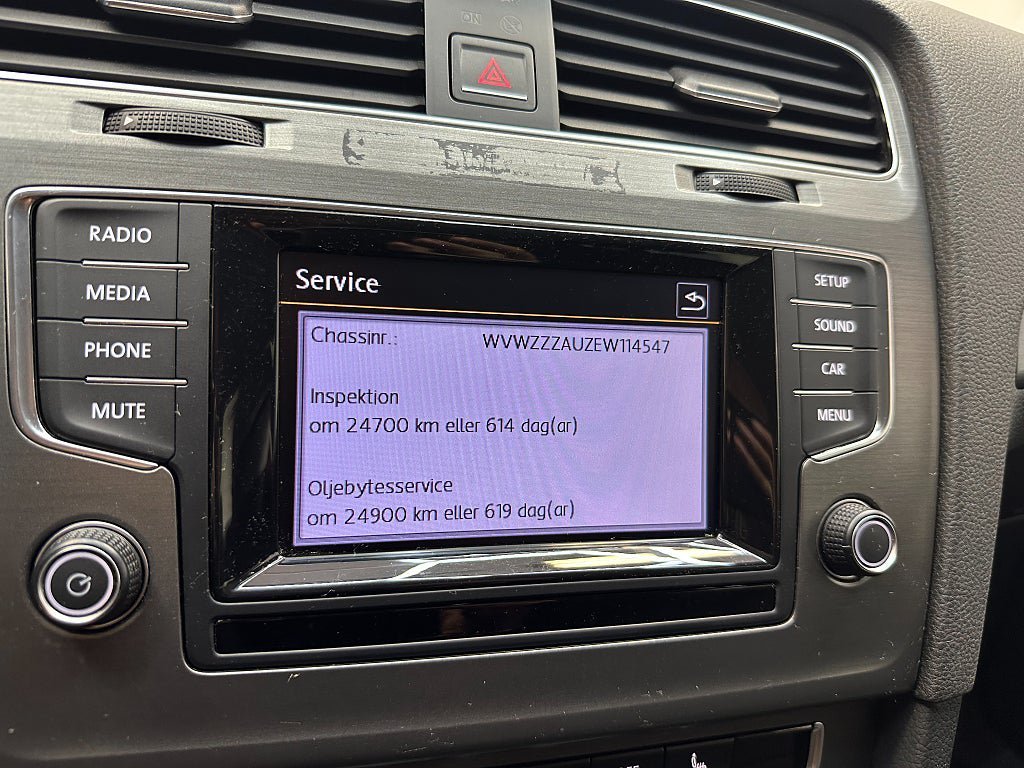 ON
RADIO
MEDIA
PHONE
MUTE
Service
Chassinr.: WVWZZZAUZEW114547
Inspektion
om 24700 km eller 614 dag(ar)
Oljebytesservice
om 24900 km eller 619 dag(ar)
SETUP
SOUND
CAR
MENU